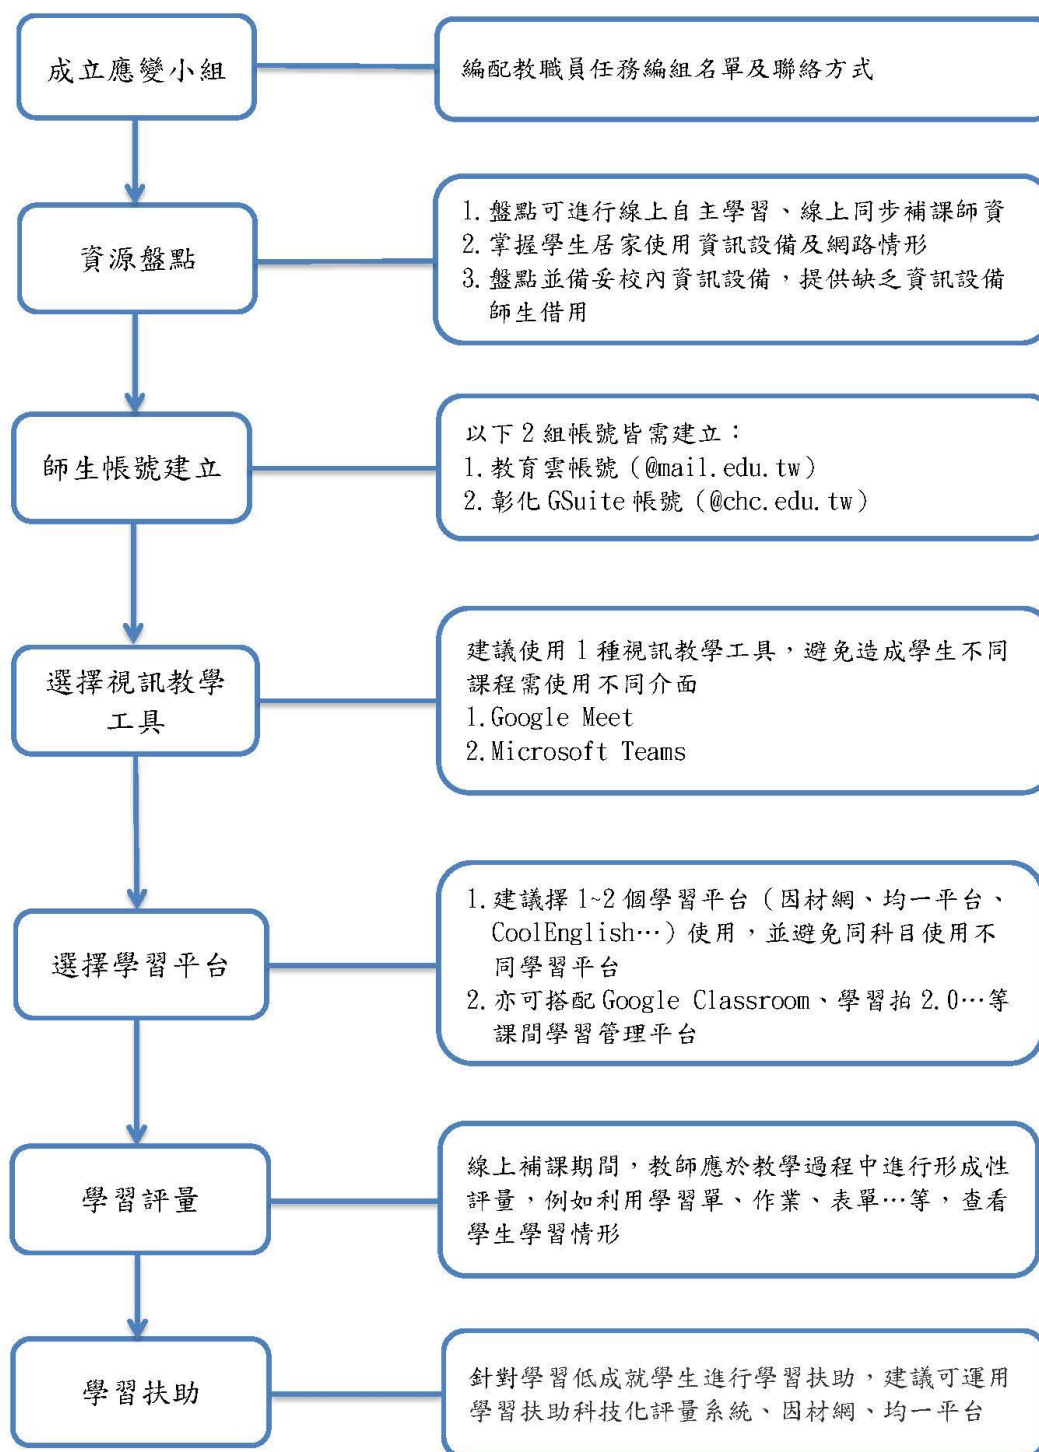 成立應變小組
編配教職員任務編組名單及聯絡方式
資源盤點
1.盤點可進行線上自主學習、線上同步補課師資
2.掌握學生居家使用資訊設備及網路情形
3.盤點並備妥校內資訊設備，提供缺乏資訊設備
師生借用
師生帳號建立
以下2組帳號皆需建立：
1.教育雲帳號（@mail.edu.tw）
2.彰化GSuite帳號（@chc.edu.tw）
選擇視訊教學
工具
建議使用1種視訊教學工具，避免造成學生不同
課程需使用不同介面
1.Google Meet
2.Microsoft Teams
選擇學習平台
1.建議擇1~2個學習平台（因材網、均一平台、
CoolEnglish…）使用，並避免同科目使用不
同學習平台
2.亦可搭配Google Classroom、學習拍2.0…等
課間學習管理平台
學習評量
線上補課期間，教師應於教學過程中進行形成性
評量，例如利用學習單、作業、表單…等，查看
學生學習情形
學習扶助
針對學習低成就學生進行學習扶助，建議可運用
學習扶助科技化評量系統、因材網、均一平台